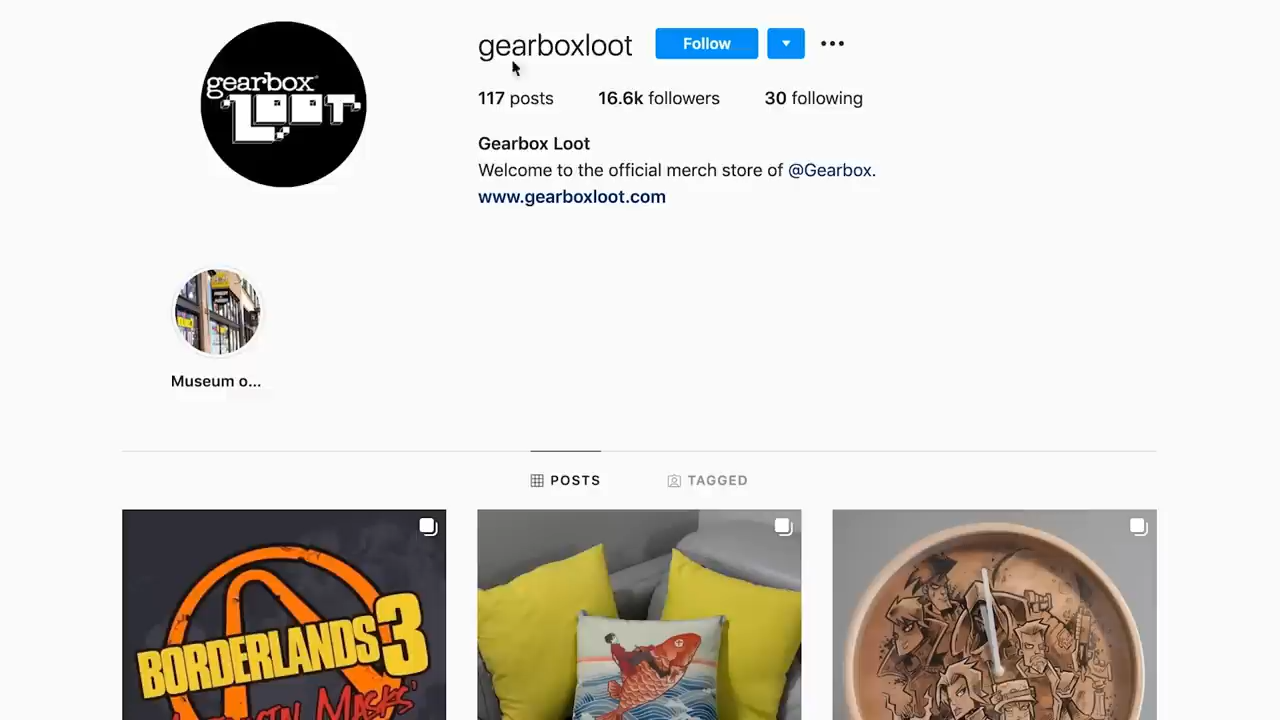 gearboxloot
Follow
117 posts
16.6k followers
30 following
Gearbox Loot
Welcome to the official merch store of @Gearbox.
www.gearboxloot.com
gearbox
LOOT
Museum o...
POSTS
TAGGED
BORDERLANDS 3